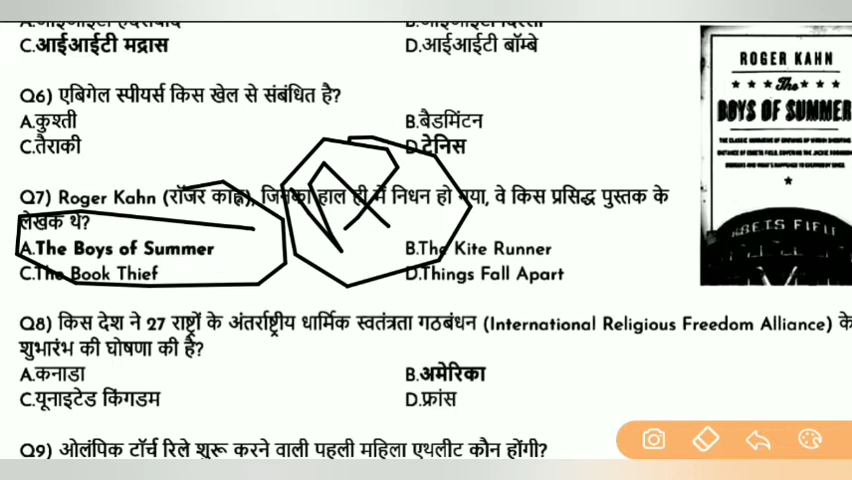 C.आईआईटी मद्रास
D.आईआईटी बॉम्बे
Q6) एबिगेल स्पीयर्स किस खेल से संबंधित है?
A.कुश्ती
B.बैडमिंटन
C.तैराकी
D.टेनिस
Q7) Roger Kahn (रॉजर काह्न), जिनका हाल ही में निधन हो गया, वे किस प्रसिद्ध पुस्तक के
लेखक थे?
A.The Boys of Summer
B.The Kite Runner
C.The Book Thief
D.Things Fall Apart
Q8) किस देश ने 27 राष्ट्रों के अंतर्राष्ट्रीय धार्मिक स्वतंत्रता गठबंधन (International Religious Freedom Alliance) के
शुभारंभ की घोषणा की है?
A.कनाडा
B.अमेरिका
C.यूनाइटेड किंगडम
D.फ्रांस
Q9) ओलंपिक टॉर्च रिले शुरू करने वाली पहली महिला एथलीट कौन होंगी?
ROGER KAHN
The
BOYS OF SUMMER